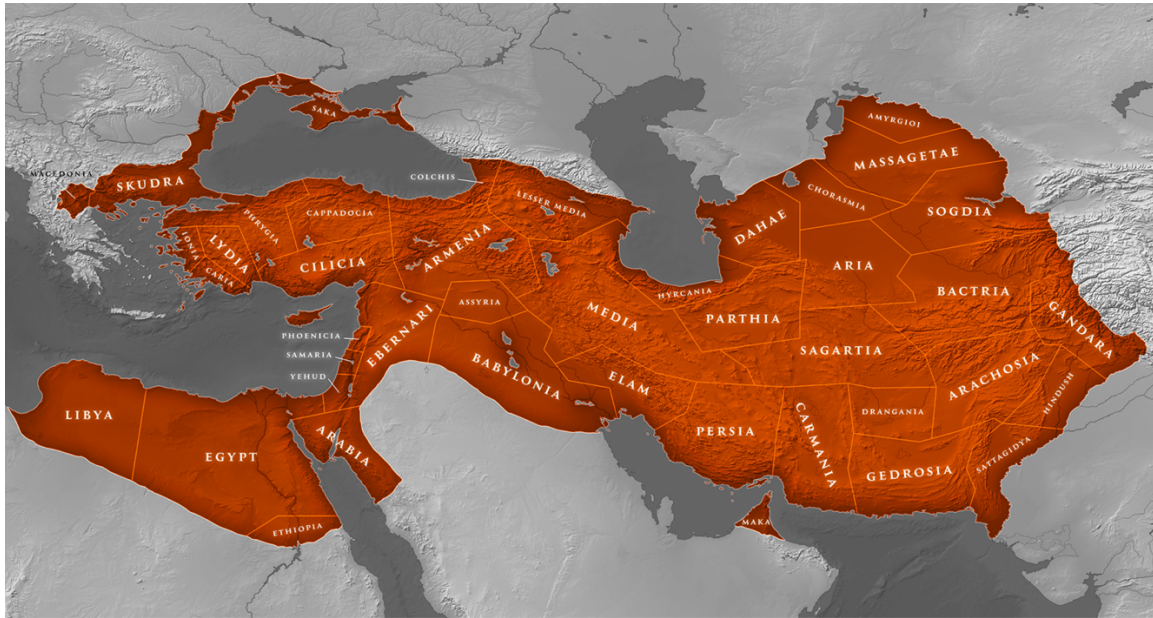 SAKA
AMYRGIOI
MASSAGETAE
MACEDONIA
SKUDRA
COLCHIS
LESSER MEDIA
CHORASMIA
SOGDIA
PHRYGIA
CAPPADOCIA
DAHAE
IONIA
LYDIA
CARIA
CILICIA
ARMENIA
ARIA
HYRCANIA
BACTRIA
ASSYRIA
MEDIA
PARTHIA
GANDARA
PHOENICIA
EBERNARI
SAMARIA
SAGARTIA
YEHUD
BABYLONIA
ELAM
ARACHOSIA
HINDUSH
LIBYA
DRANGANIA
ARABIA
PERSIA
CARMANIA
EGYPT
SATTAGIDYA
GEDROSIA
ETHIOPIA
MAKA